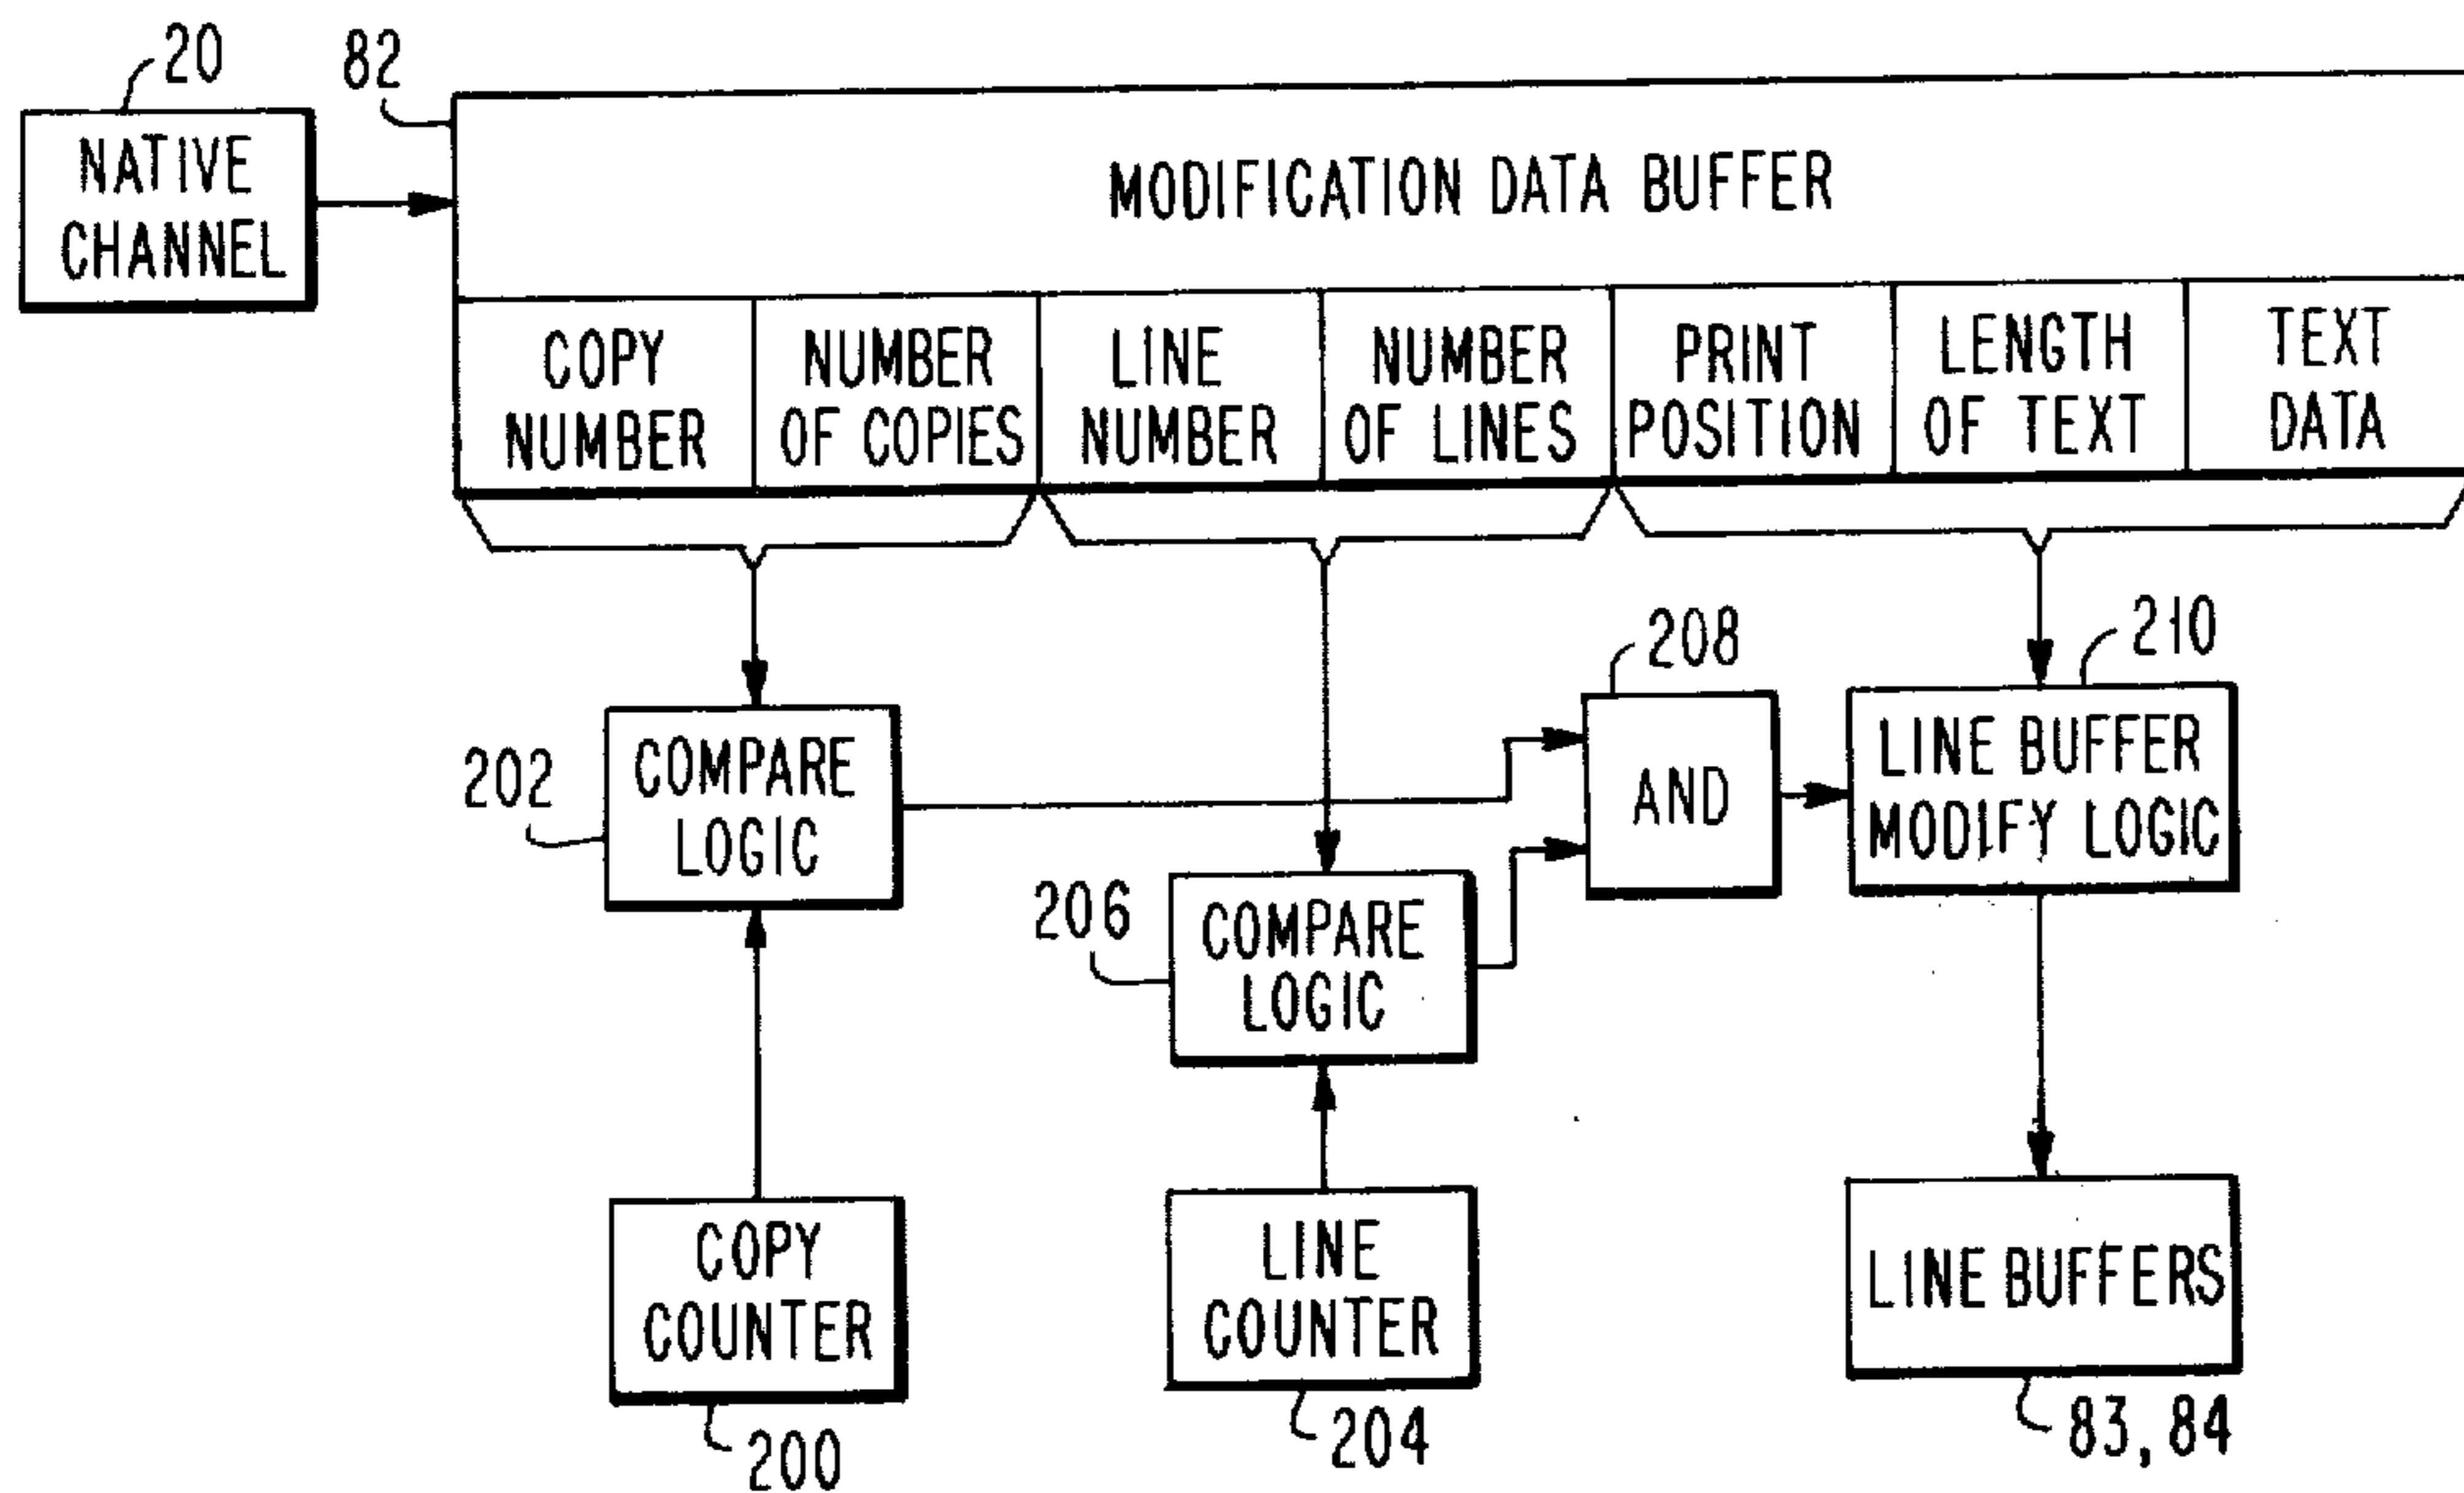 20
82
NATIVE
CHANNEL
MODIFICATION DATA BUFFER
COPY
NUMBER
NUMBER
OF COPIES
LINE
NUMBER
NUMBER
OF LINES
PRINT
POSITION
LENGTH
OF TEXT
TEXT
DATA
208
210
202
COMPARE
LOGIC
AND
LINE BUFFER
MODIFY LOGIC
206
COMPARE
LOGIC
COPY
COUNTER
LINE
COUNTER
LINE BUFFERS
200
204
83, 84